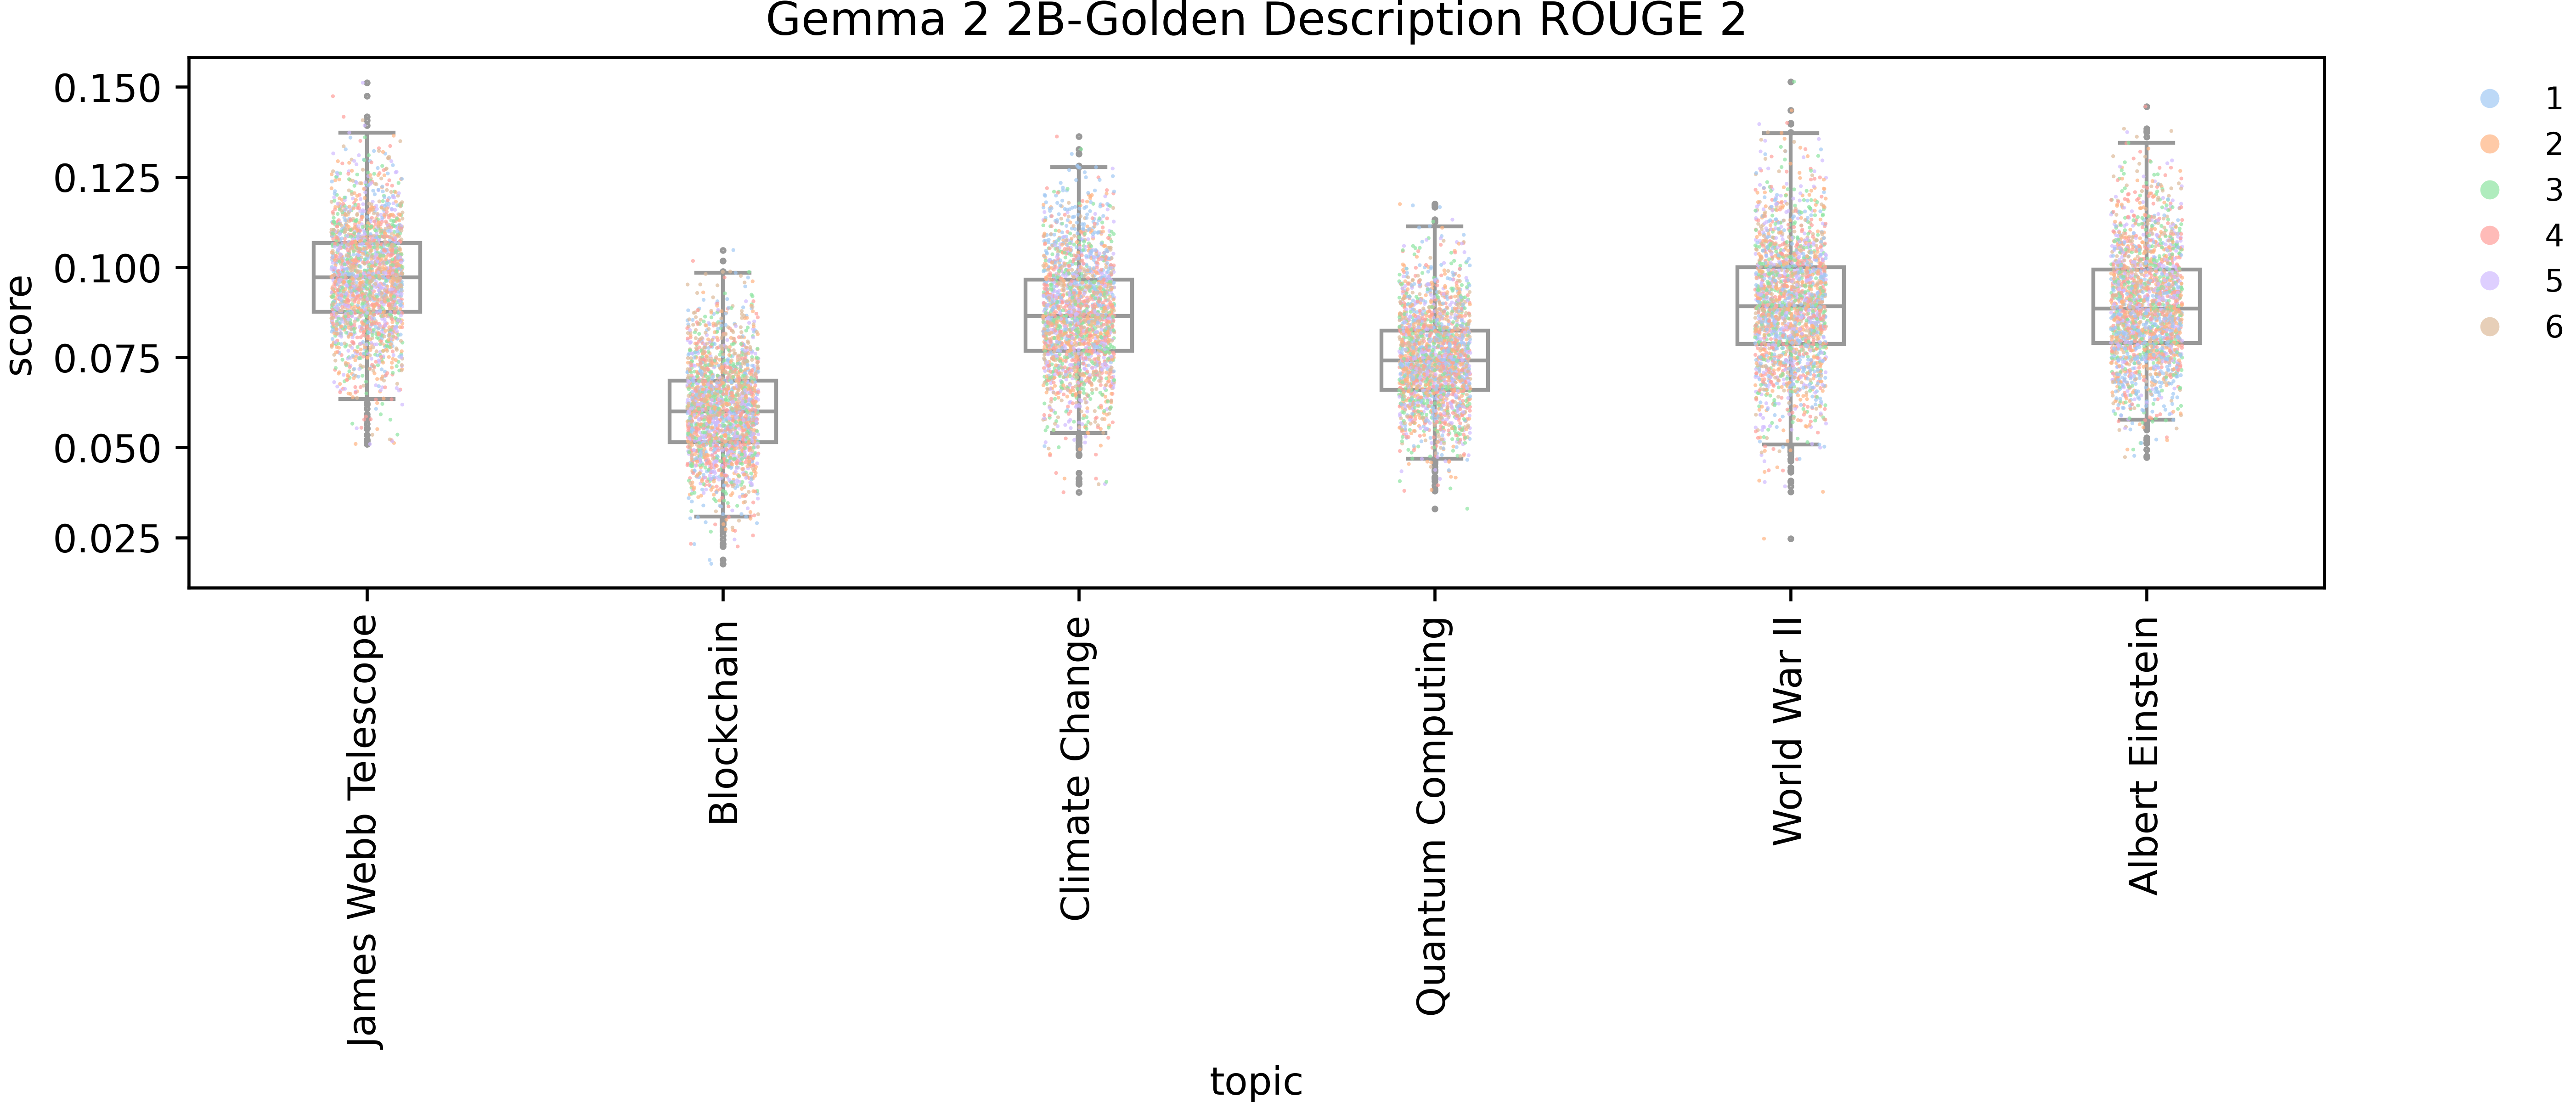 Gemma 2 2B-Golden Description ROUGE 2
score
0.150
0.125
0.100
0.075
0.050
0.025
James Webb Telescope
Blockchain
Climate Change
Quantum Computing
World War II
Albert Einstein
topic
1
2
3
4
5
6